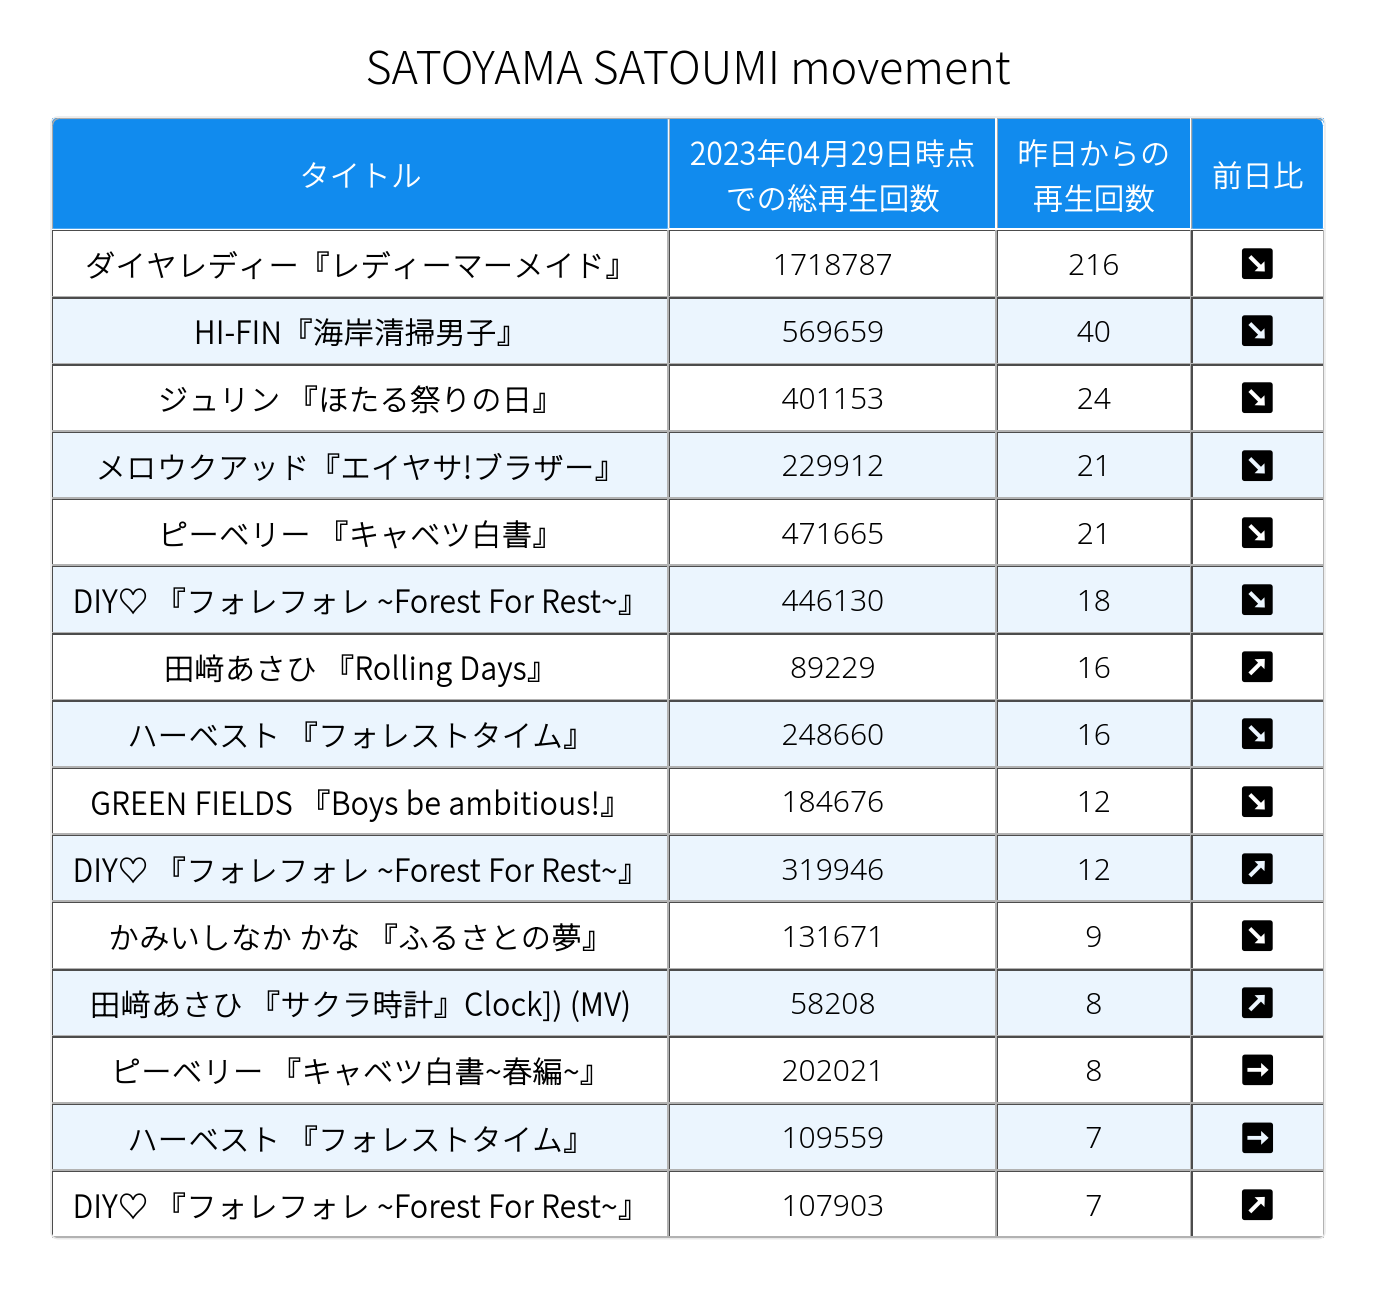 SATOYAMA SATOUMI movement
タイトル 2023年04月29日時点での総再生回数 昨日からの再生回数 前日比
ダイヤレディー『レディーマーメイド』 1718787 216 ↘
HI-FIN『海岸清掃男子』 569659 40 ↘
ジュリン 『ほたる祭りの日』 401153 24 ↘
メロウクアッド『エイヤサ!ブラザー』 229912 21 ↘
ピーベリー 『キャベツ白書』 471665 21 ↘
DIY♡ 『フォレフォレ ~Forest For Rest~』 446130 18 ↘
田﨑あさひ 『Rolling Days』 89229 16 ↗
ハーベスト 『フォレストタイム』 248660 16 ↘
GREEN FIELDS 『Boys be ambitious!』 184676 12 ↘
DIY♡ 『フォレフォレ ~Forest For Rest~』 319946 12 ↗
かみいしなか かな 『ふるさとの夢』 131671 9 ↘
田﨑あさひ 『サクラ時計』Clock]) (MV) 58208 8 ↗
ピーベリー 『キャベツ白書~春編~』 202021 8 →
ハーベスト 『フォレストタイム』 109559 7 →
DIY♡ 『フォレフォレ ~Forest For Rest~』 107903 7 ↗